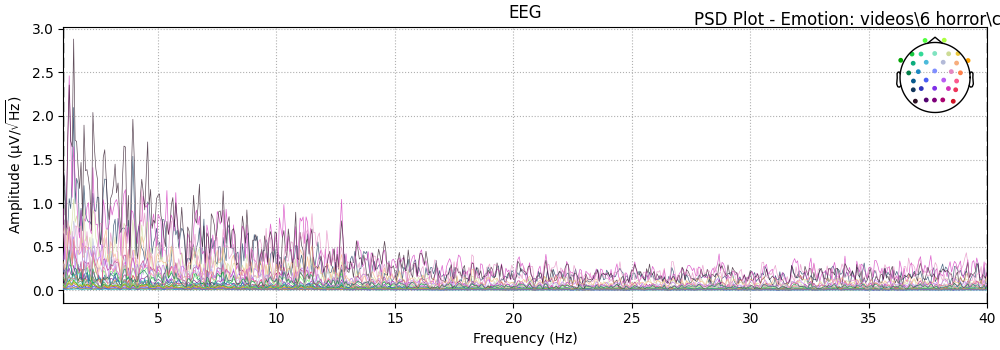 EEG
PSD Plot - Emotion: videos\6 horror\c
3.0
2.5
2.0
1.5
1.0
0.5
0.0
Amplitude (µV/√Hz)
5 10 15 20 25 30 35 40
Frequency (Hz)